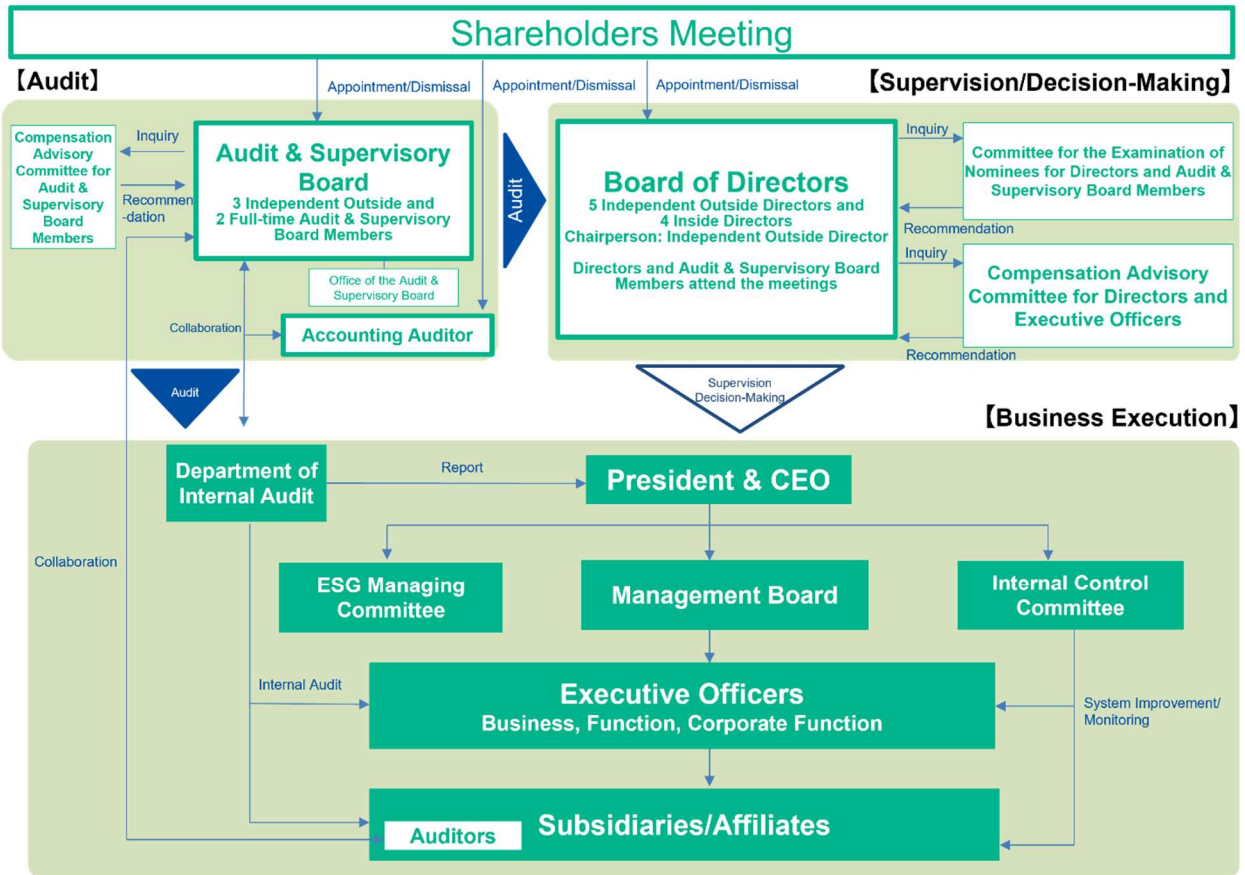 Shareholders Meeting
【Audit】
Appointment/Dismissal
Appointment/Dismissal
Appointment/Dismissal
【Supervision/Decision-Making】
Compensation
Advisory
Committee for
Audit &
Supervisory
Board
Members
Inquiry
Recommen
-dation
Audit & Supervisory
Board
3 Independent Outside and
2 Full-time Audit & Supervisory
Board Members
Office of the Audit &
Supervisory Board
Collaboration
Accounting Auditor
Audit
Audit
Board of Directors
5 Independent Outside Directors and
4 Inside Directors
Chairperson: Independent Outside Director
Directors and Audit & Supervisory Board
Members attend the meetings
Inquiry
Committee for the Examination of
Nominees for Directors and Audit &
Supervisory Board Members
Recommendation
Inquiry
Compensation Advisory
Committee for Directors and
Executive Officers
Recommendation
Supervision
Decision-Making
【Business Execution】
Department of
Internal Audit
Report
President & CEO
Collaboration
ESG Managing
Committee
Management Board
Internal Control
Committee
Internal Audit
Executive Officers
Business, Function, Corporate Function
System Improvement/
Monitoring
Auditors
Subsidiaries/Affiliates